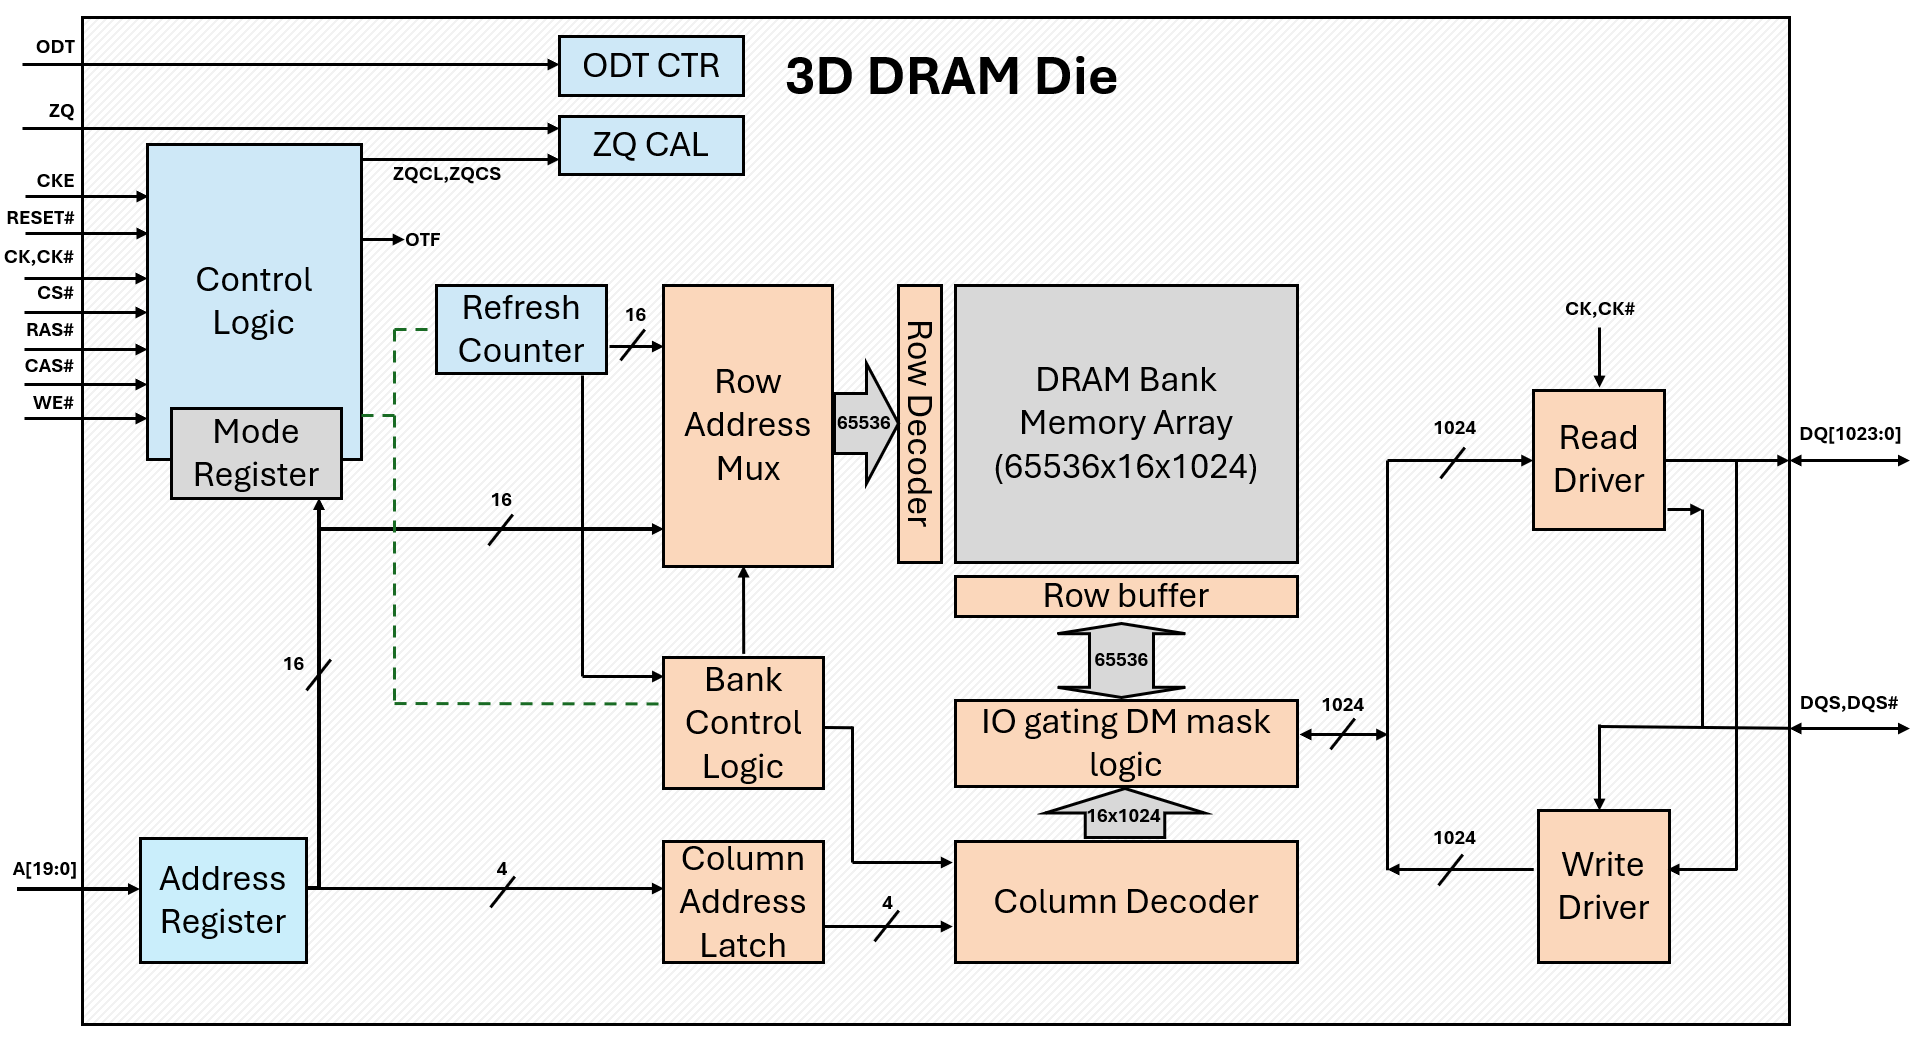 3D DRAM Die
ODT
ODT CTR
ZQ
ZQ CAL
ZQCL,ZQCS
CKE
RESET#
CK,CK#
CS#
RAS#
CAS#
WE#
OTF
Control
Logic
Mode
Register
Refresh
Counter
16
Row
Address
Mux
65536
Row Decoder
DRAM Bank
Memory Array
(65536x16x1024)
Row buffer
65536
IO gating DM mask
logic
16x1024
Column Decoder
16
16
Bank
Control
Logic
A[19:0]
Address
Register
4
Column
Address
Latch
4
1024
1024
CK,CK#
Read
Driver
DQ[1023:0]
DQS,DQS#
1024
Write
Driver